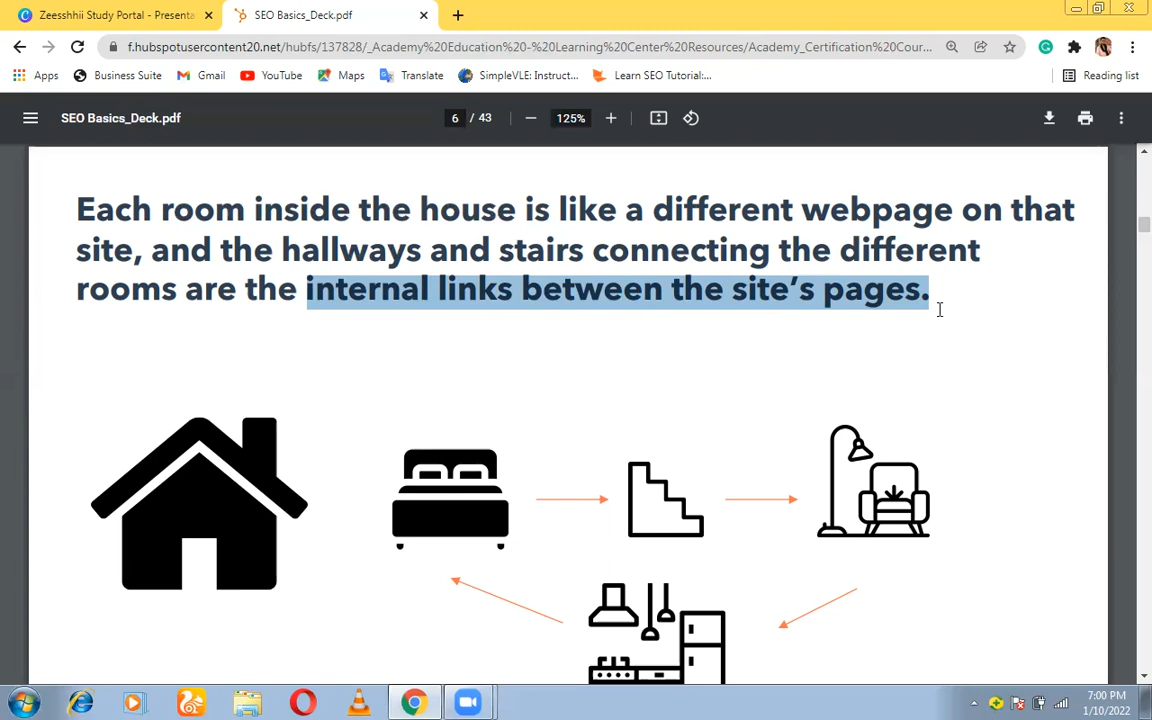 Zeesshhii Study Portal - Presenta
SEO Basics_Deck.pdf
f.hubspotusercontent20.net/hubfs/137828/_Academy%20Education%20-%20Learning%20Center%20Resources/Academy_Certification%20Cour...
Apps
Business Suite
Gmail
YouTube
Maps
Translate
SimpleVLE: Instruct...
Learn SEO Tutorial:...
Reading list
SEO Basics_Deck.pdf
6 / 43
125%
Each room inside the house is like a different webpage on that
site, and the hallways and stairs connecting the different
rooms are the internal links between the site’s pages.
7:00 PM
1/10/2022